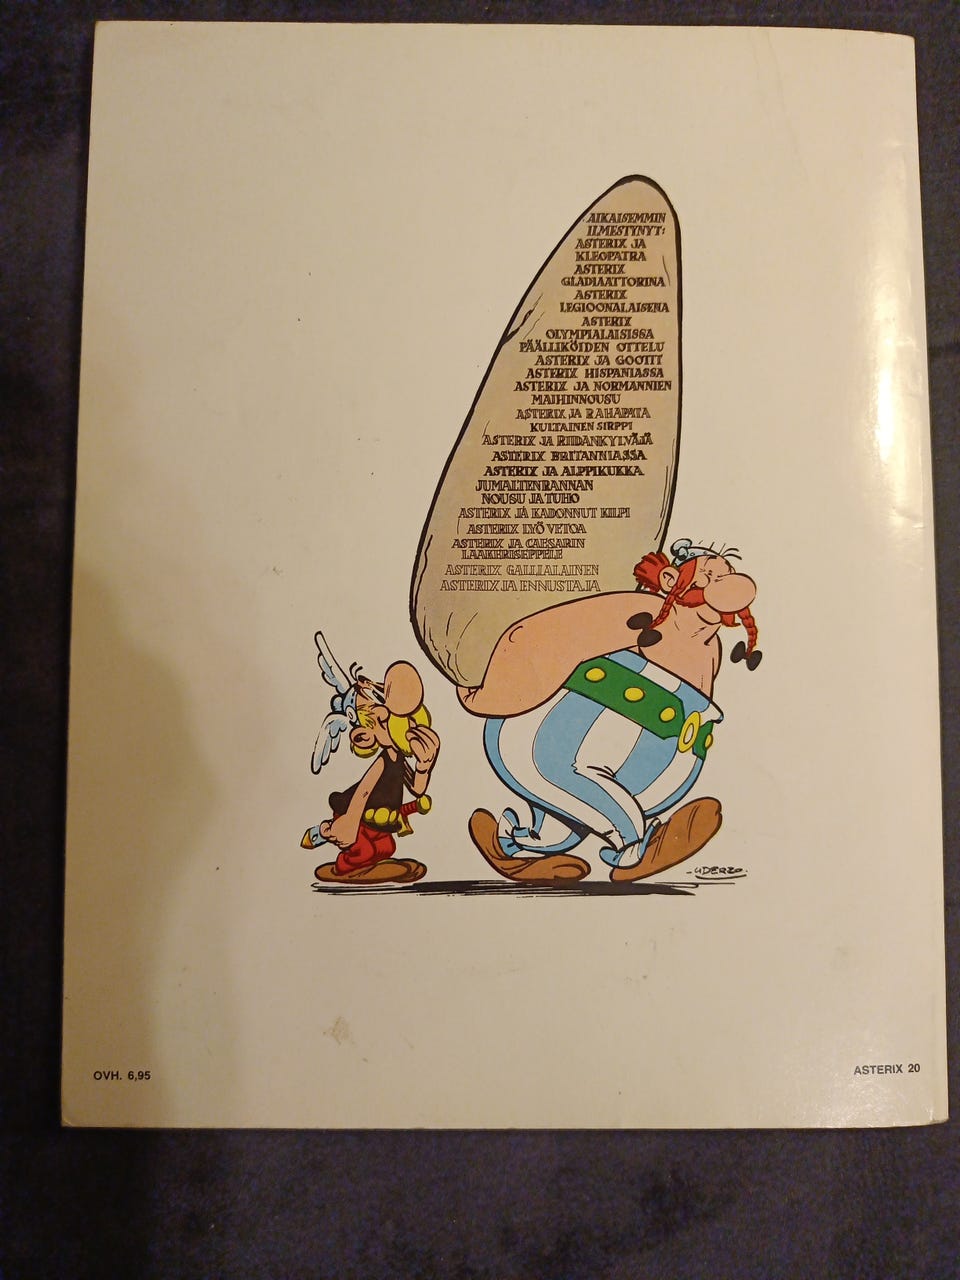 AIKAISEMMIN
ILMESTYNYT:
ASTERIX JA
KLEOPATRA
ASTERIX
GLADIAATTORINA
ASTERIX
LEGIOONALAISENA
ASTERIX
OLYMPIALAISISSA
PÄÄLLIKÖIDEN OTTELU
ASTERIX JA GOOTIT
ASTERIX HISPANIASSA
ASTERIX JA NORMANNIEN
MAIHINNOUSU
ASTERIX JA RAHAPATA
KULTAINEN SIRPPI
ASTERIX JA RIIDANKYLVÄJÄ
ASTERIX BRITANNIASSA
ASTERIX JA ALPPIKUKKA
JUMALTENRANNAN
NOUSU JA TUHO
ASTERIX JA KADONNUT KILPI
ASTERIX LYÖ VETOA
ASTERIX JA CAESARIN
LAAKERISEPPELE
ASTERIX GALLIALAINEN
ASTERIX JA ENNUSTAJA
-UDERZO-
OVH. 6,95
ASTERIX 20